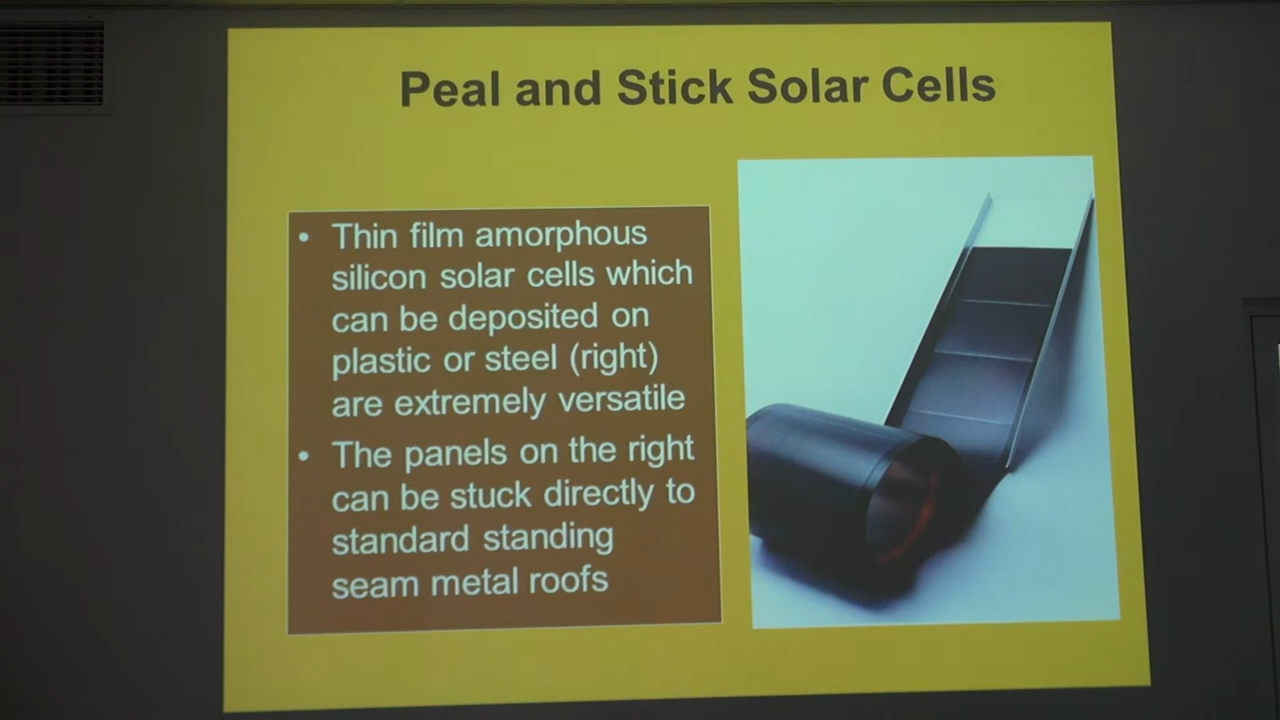 Peal and Stick Solar Cells
• Thin film amorphous
silicon solar cells which
can be deposited on
plastic or steel (right)
are extremely versatile
• The panels on the right
can be stuck directly to
standard standing
seam metal roofs